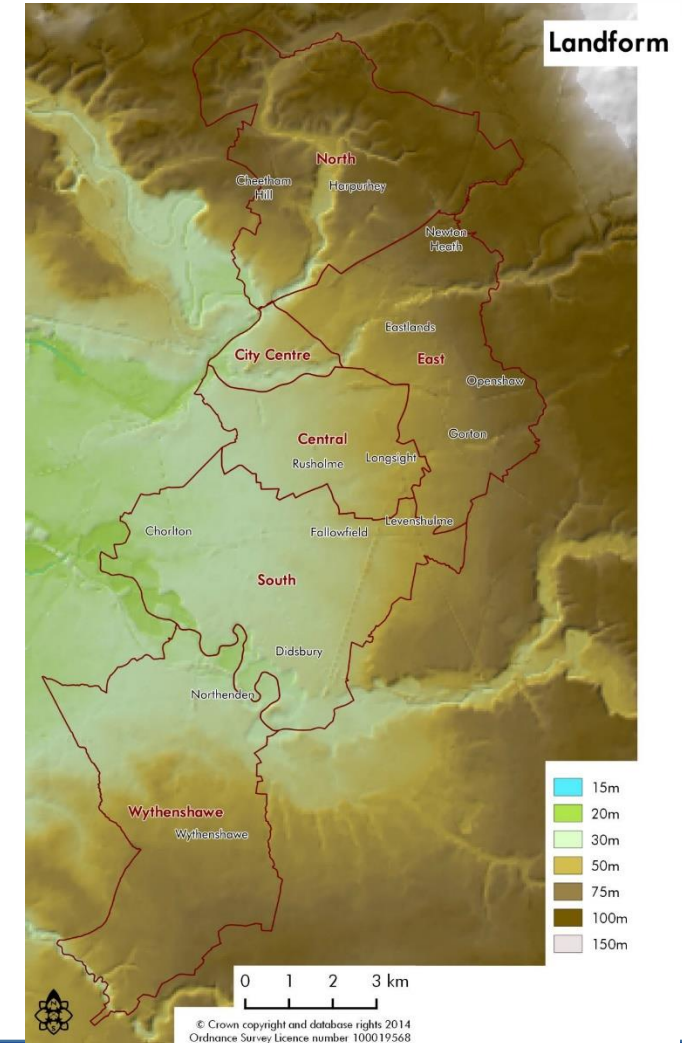 Landform
North
Cheetham
Hill
Harpurhey
Newton
Heath
Eastlands
City Centre
East
Openshaw
Central
Gorton
Rusholme
Longsight
Chorlton
Fallowfield
Levenshulme
South
Didsbury
Northenden
Wythenshawe
Wythenshawe
15m
20m
30m
50m
75m
100m
150m
0 1 2 3 km
© Crown copyright and database rights 2014
Ordnance Survey Licence number 100019568